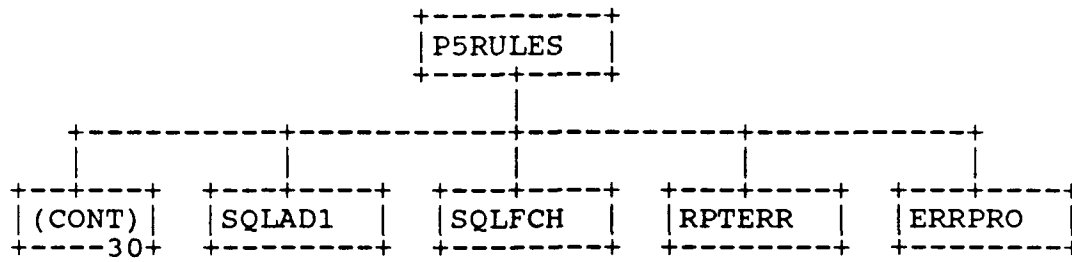 P5RULES
(CONT) SQLAD1 SQLFCH RPTERR ERRPRO
30